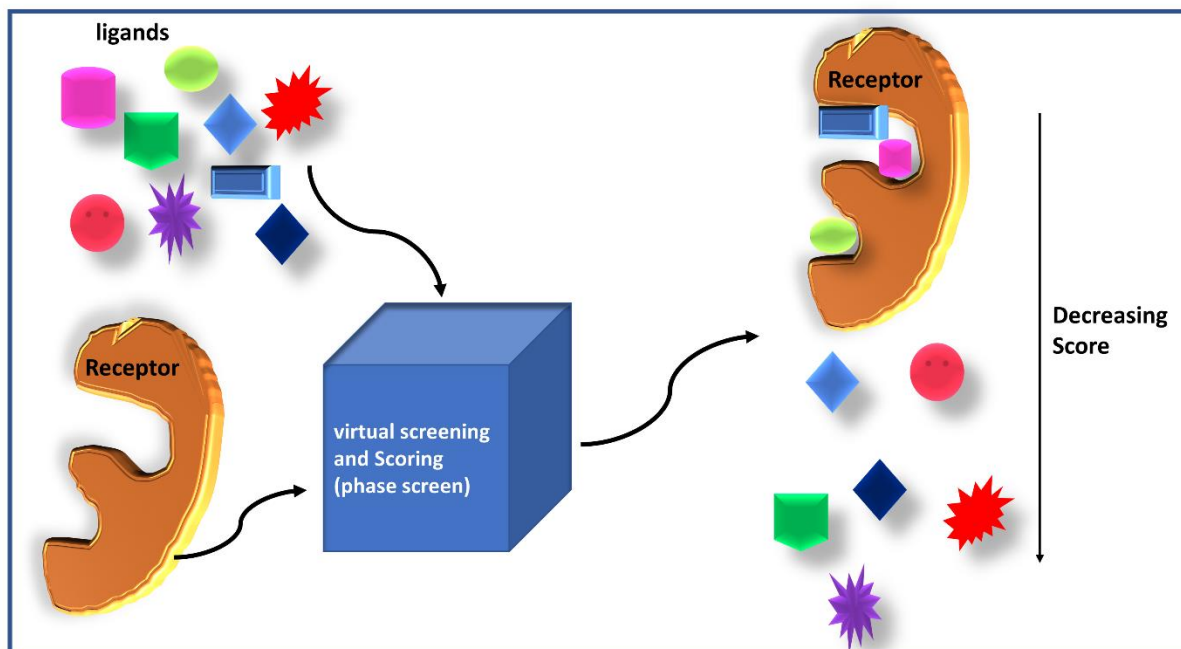 ligands
Receptor
virtual screening
and Scoring
(phase screen)
Receptor
Decreasing
Score